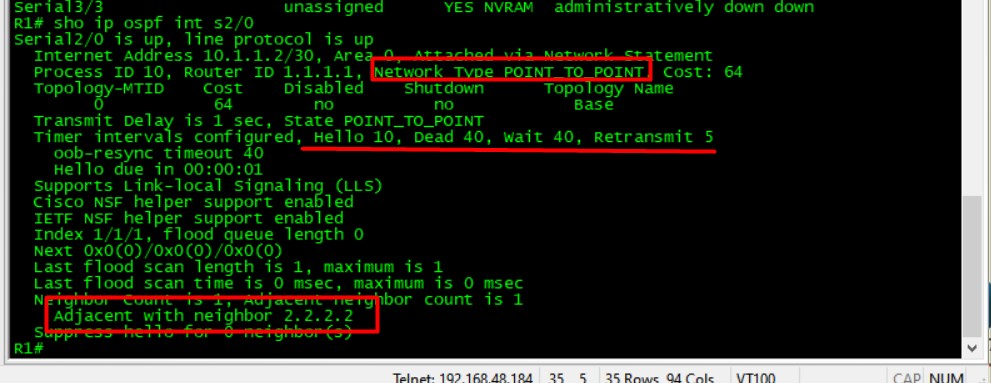 Serial3/3 unassigned YES NVRAM administratively down down
R1# sho ip ospf int s2/0
Serial2/0 is up, line protocol is up
Internet Address 10.1.1.2/30, Area 0, Attached via Network Statement
Process ID 10, Router ID 1.1.1.1, Network Type POINT_TO_POINT, Cost: 64
Topology-MTID Cost Disabled Shutdown Topology Name
0 64 no no Base
Transmit Delay is 1 sec, State POINT_TO_POINT
Timer intervals configured, Hello 10, Dead 40, Wait 40, Retransmit 5
oob-resync timeout 40
Hello due in 00:00:01
Supports Link-local Signaling (LLS)
Cisco NSF helper support enabled
IETF NSF helper support enabled
Index 1/1/1, flood queue length 0
Next 0x0(0)/0x0(0)/0x0(0)
Last flood scan length is 1, maximum is 1
Last flood scan time is 0 msec, maximum is 0 msec
Neighbor Count is 1, Adjacent neighbor count is 1
Adjacent with neighbor 2.2.2.2
Suppress hello for 0 neighbor(s)
R1#
Telnet: 192.168.48.184 35, 5 35 Rows, 94 Cols VT100 CAP NUM